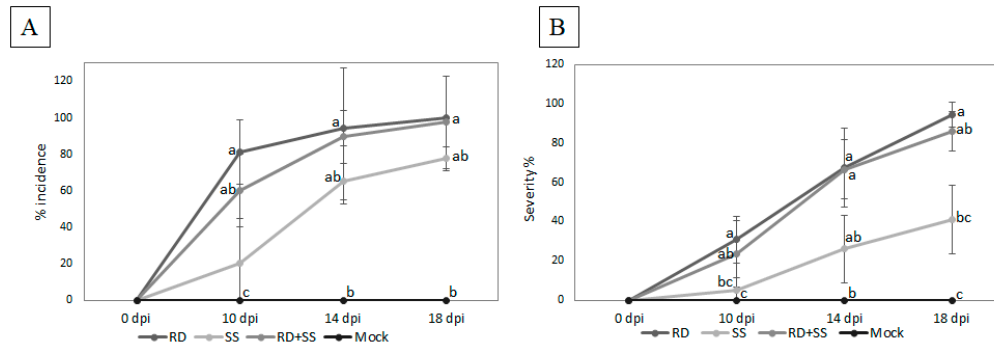 A
B
% incidence
120
100
80
60
40
20
0
a
ab
c
a
ab
b
a
ab
b
0 dpi 10 dpi 14 dpi 18 dpi
RD SS RD+SS Mock
Severity %
120
100
80
60
40
20
0
a
ab
bc
c
a
a
ab
b
a
ab
bc
c
0 dpi 10 dpi 14 dpi 18 dpi
RD SS RD+SS Mock